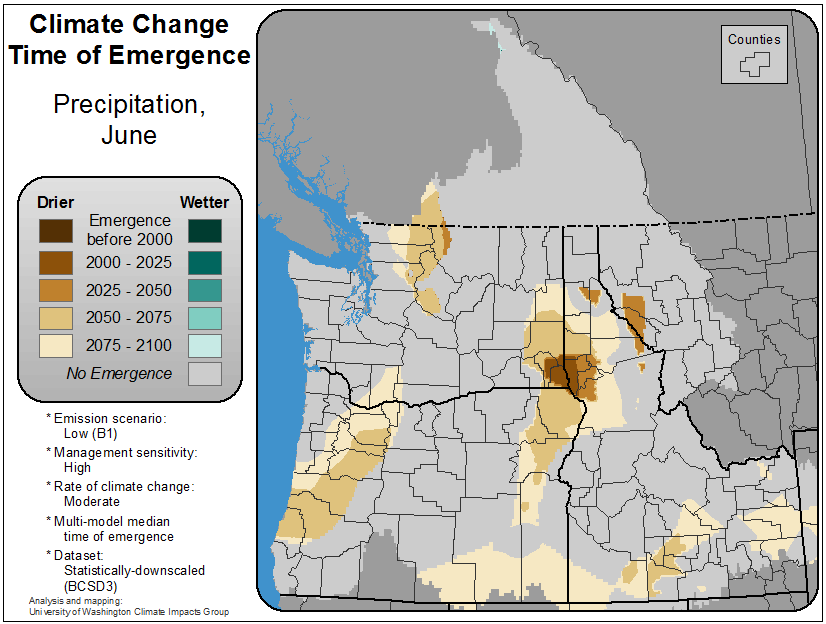 Climate Change
Time of Emergence
Precipitation,
June
Counties
Drier
Wetter
Emergence
before 2000
2000 - 2025
2025 - 2050
2050 - 2075
2075 - 2100
No Emergence
* Emission scenario:
Low (B1)
* Management sensitivity:
High
* Rate of climate change:
Moderate
* Multi-model median
time of emergence
* Dataset:
Statistically-downscaled
(BCSD3)
Analysis and mapping:
University of Washington Climate Impacts Group